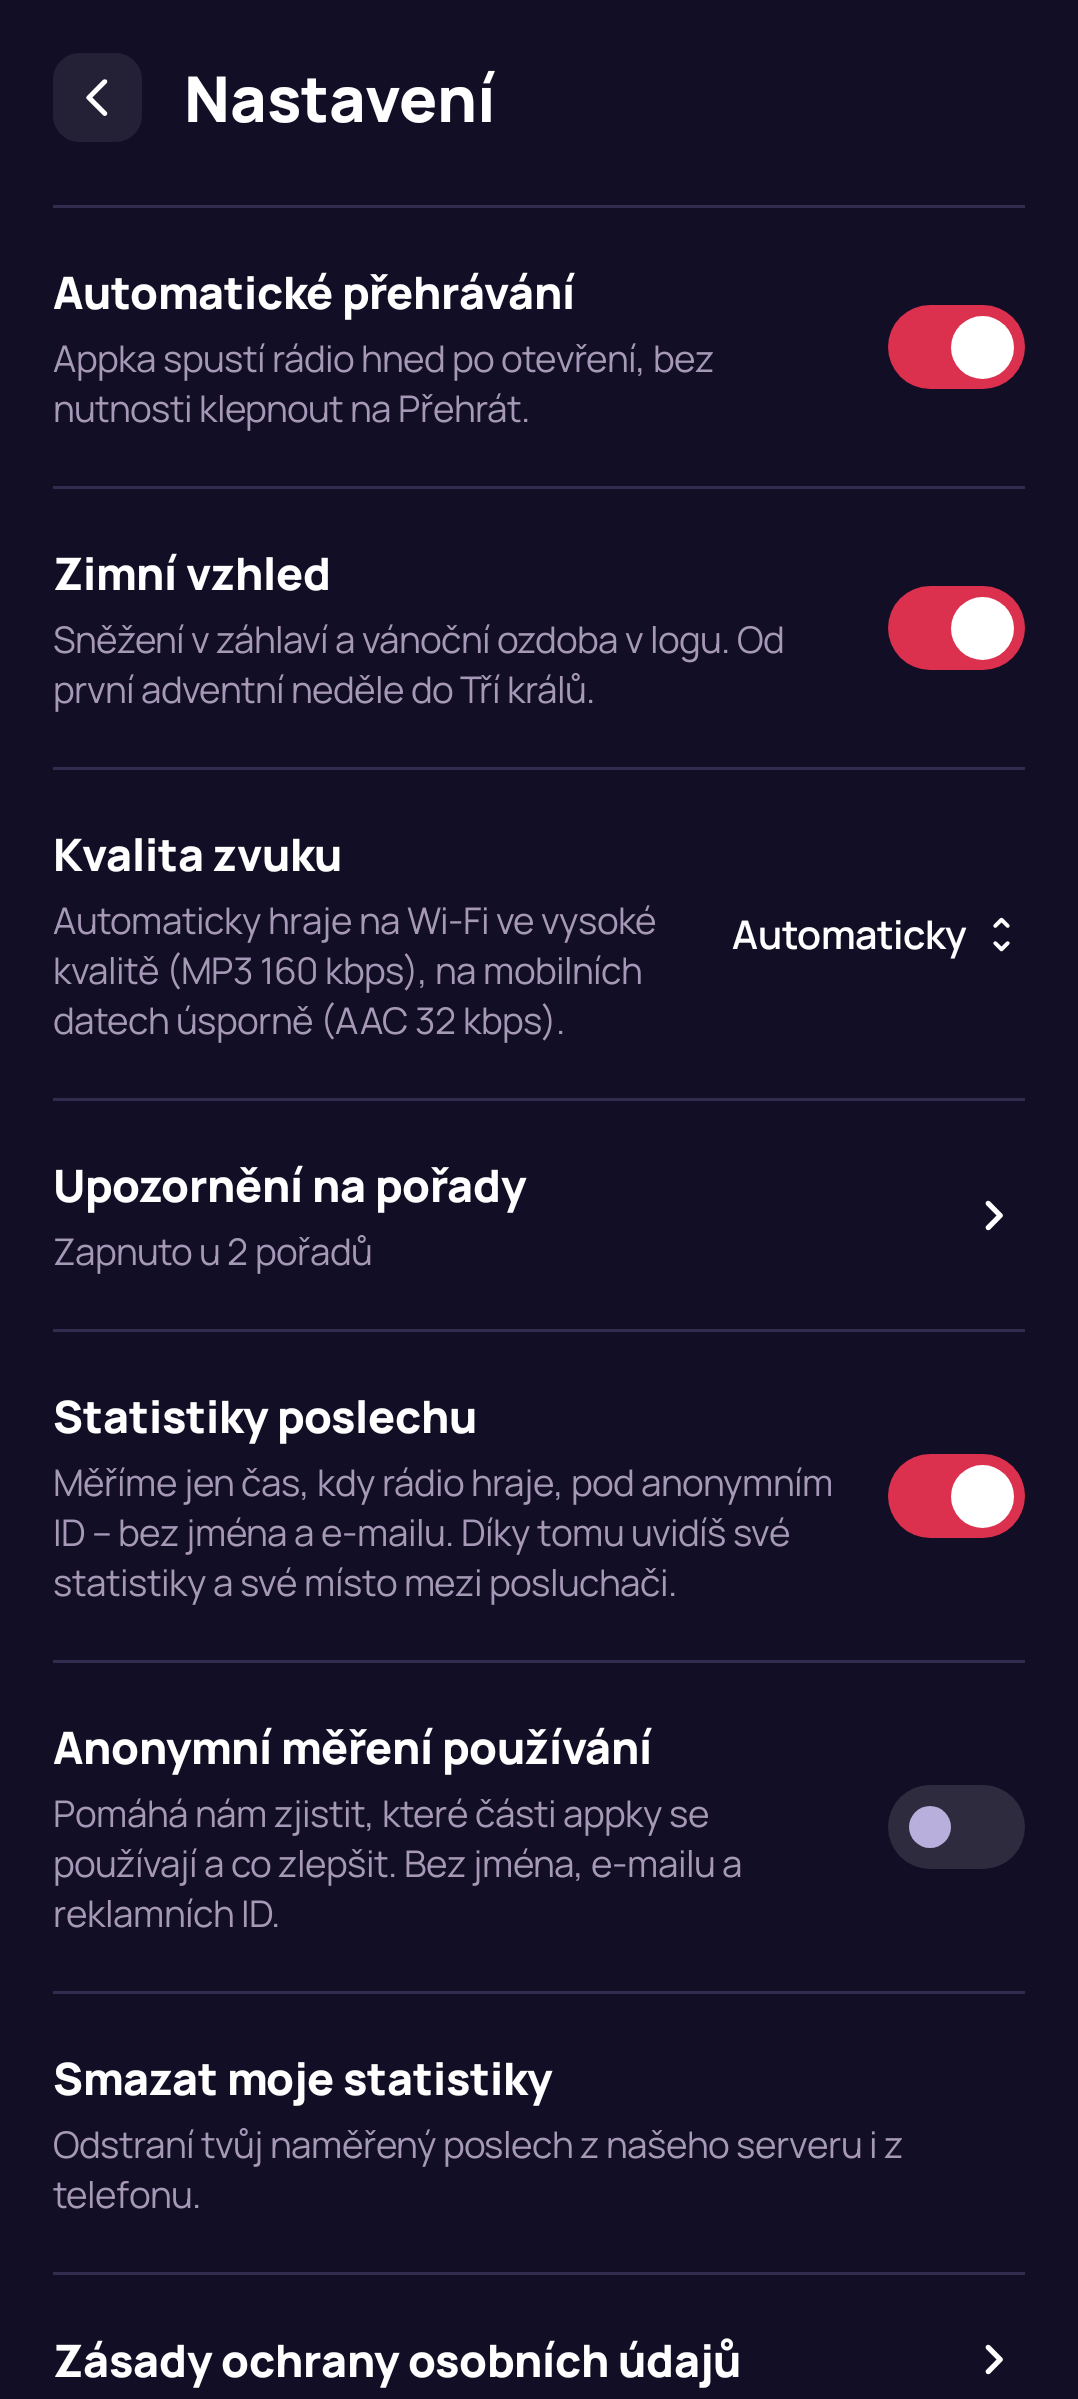 Nastavení
Automatické přehrávání
Appka spustí rádio hned po otevření, bez
nutnosti klepnout na Přehrát.
Zimní vzhled
Sněžení v záhlaví a vánoční ozdoba v logu. Od
první adventní neděle do Tří králů.
Kvalita zvuku
Automaticky hraje na Wi-Fi ve vysoké
kvalitě (MP3 160 kbps), na mobilních
datech úsporně (AAC 32 kbps).
Automaticky
Upozornění na pořady
Zapnuto u 2 pořadů
Statistiky poslechu
Měříme jen čas, kdy rádio hraje, pod anonymním
ID – bez jména a e-mailu. Díky tomu uvidíš své
statistiky a své místo mezi posluchači.
Anonymní měření používání
Pomáhá nám zjistit, které části appky se
používají a co zlepšit. Bez jména, e-mailu a
reklamních ID.
Smazat moje statistiky
Odstraní tvůj naměřený poslech z našeho serveru i z
telefonu.
Zásady ochrany osobních údajů